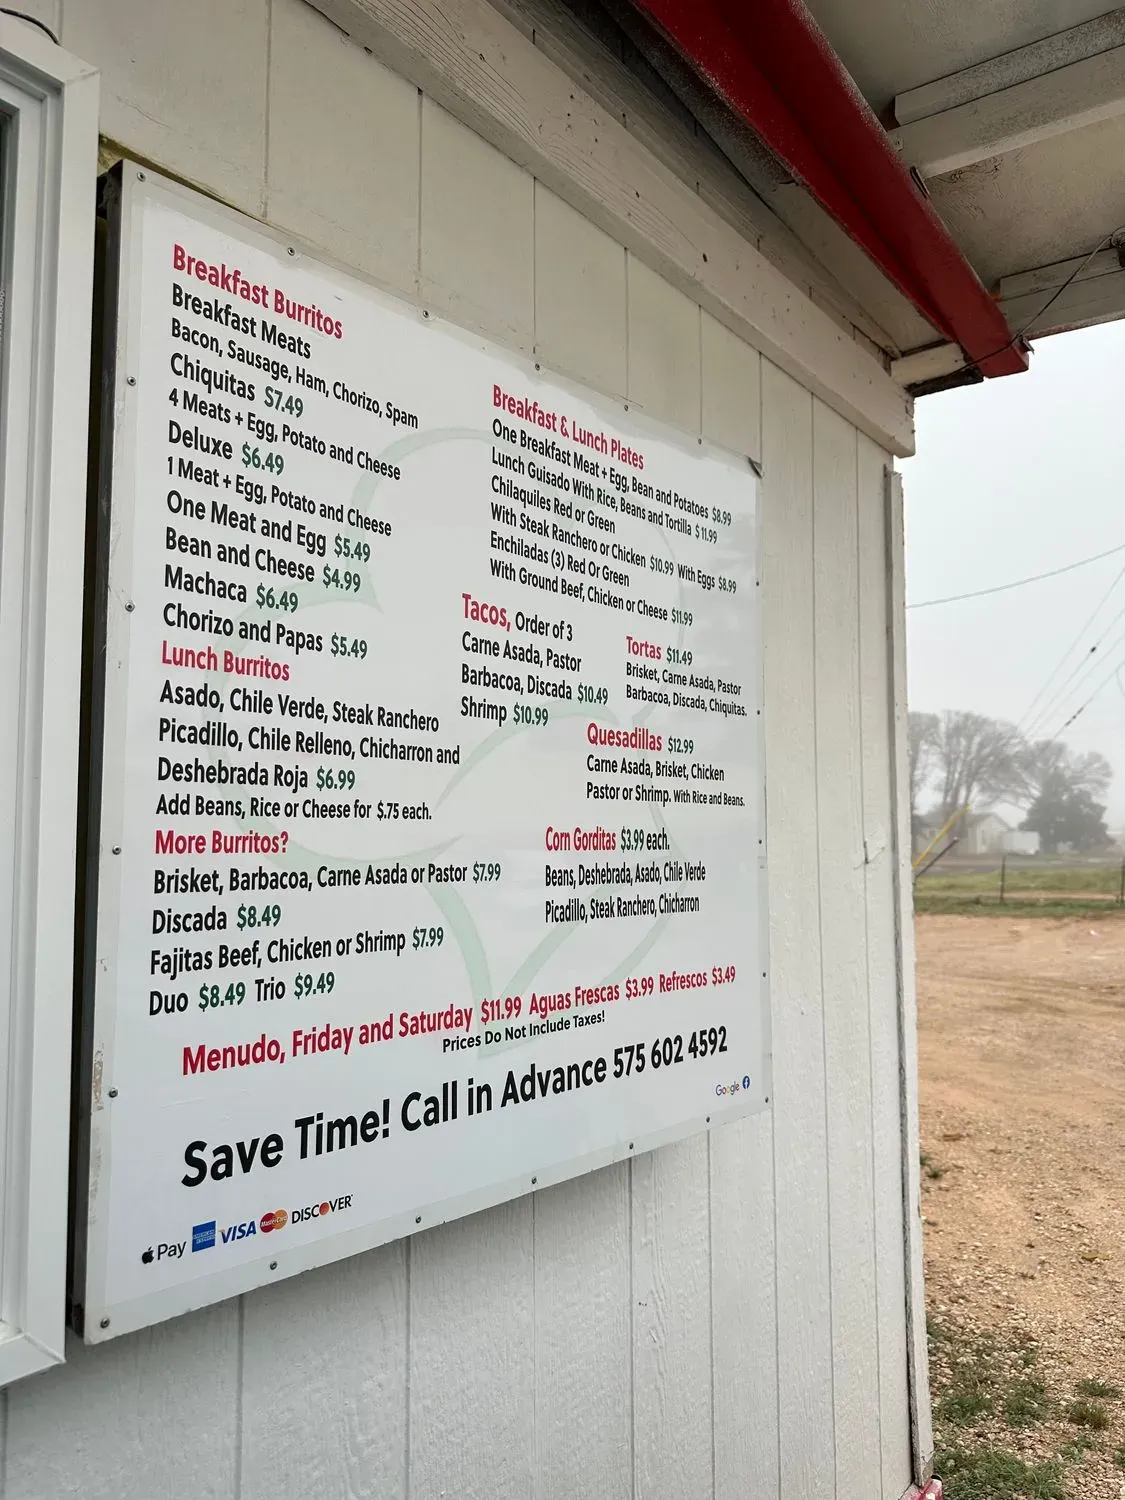 Breakfast Burritos
Breakfast Meats
Bacon, Sausage, Ham, Chorizo, Spam
Chiquitas $7.49
4 Meats + Egg, Potato and Cheese
Deluxe $6.49
1 Meat + Egg, Potato and Cheese
One Meat and Egg $5.49
Bean and Cheese $4.99
Machaca $6.49
Chorizo and Papas $5.49
Lunch Burritos
Asado, Chile Verde, Steak Ranchero
Picadillo, Chile Relleno, Chicharron and
Deshebrada Roja $6.99
Add Beans, Rice or Cheese for $.75 each.
More Burritos?
Brisket, Barbacoa, Carne Asada or Pastor $7.99
Discada $8.49
Fajitas Beef, Chicken or Shrimp $7.99
Duo $8.49 Trio $9.49
Breakfast & Lunch Plates
One Breakfast Meat + Egg, Bean and Potatoes $8.99
Lunch Guisado With Rice, Beans and Tortilla $11.99
Chilaquiles Red or Green
With Steak Ranchero or Chicken $10.99 With Eggs $8.99
Enchiladas (3) Red Or Green
With Ground Beef, Chicken or Cheese $11.99
Tacos, Order of 3
Carne Asada, Pastor
Barbacoa, Discada $10.49
Shrimp $10.99
Tortas $11.49
Brisket, Carne Asada, Pastor
Barbacoa, Discada, Chiquitas.
Quesadillas $12.99
Carne Asada, Brisket, Chicken
Pastor or Shrimp. With Rice and Beans.
Corn Gorditas $3.99 each.
Beans, Deshebrada, Asado, Chile Verde
Picadillo, Steak Ranchero, Chicharron
Menudo, Friday and Saturday $11.99 Aguas Frescas $3.99 Refrescos $3.49
Prices Do Not Include Taxes!
Save Time! Call in Advance 575 602 4592
Google
Pay AMERICAN EXPRESS VISA MasterCard DISCOVER